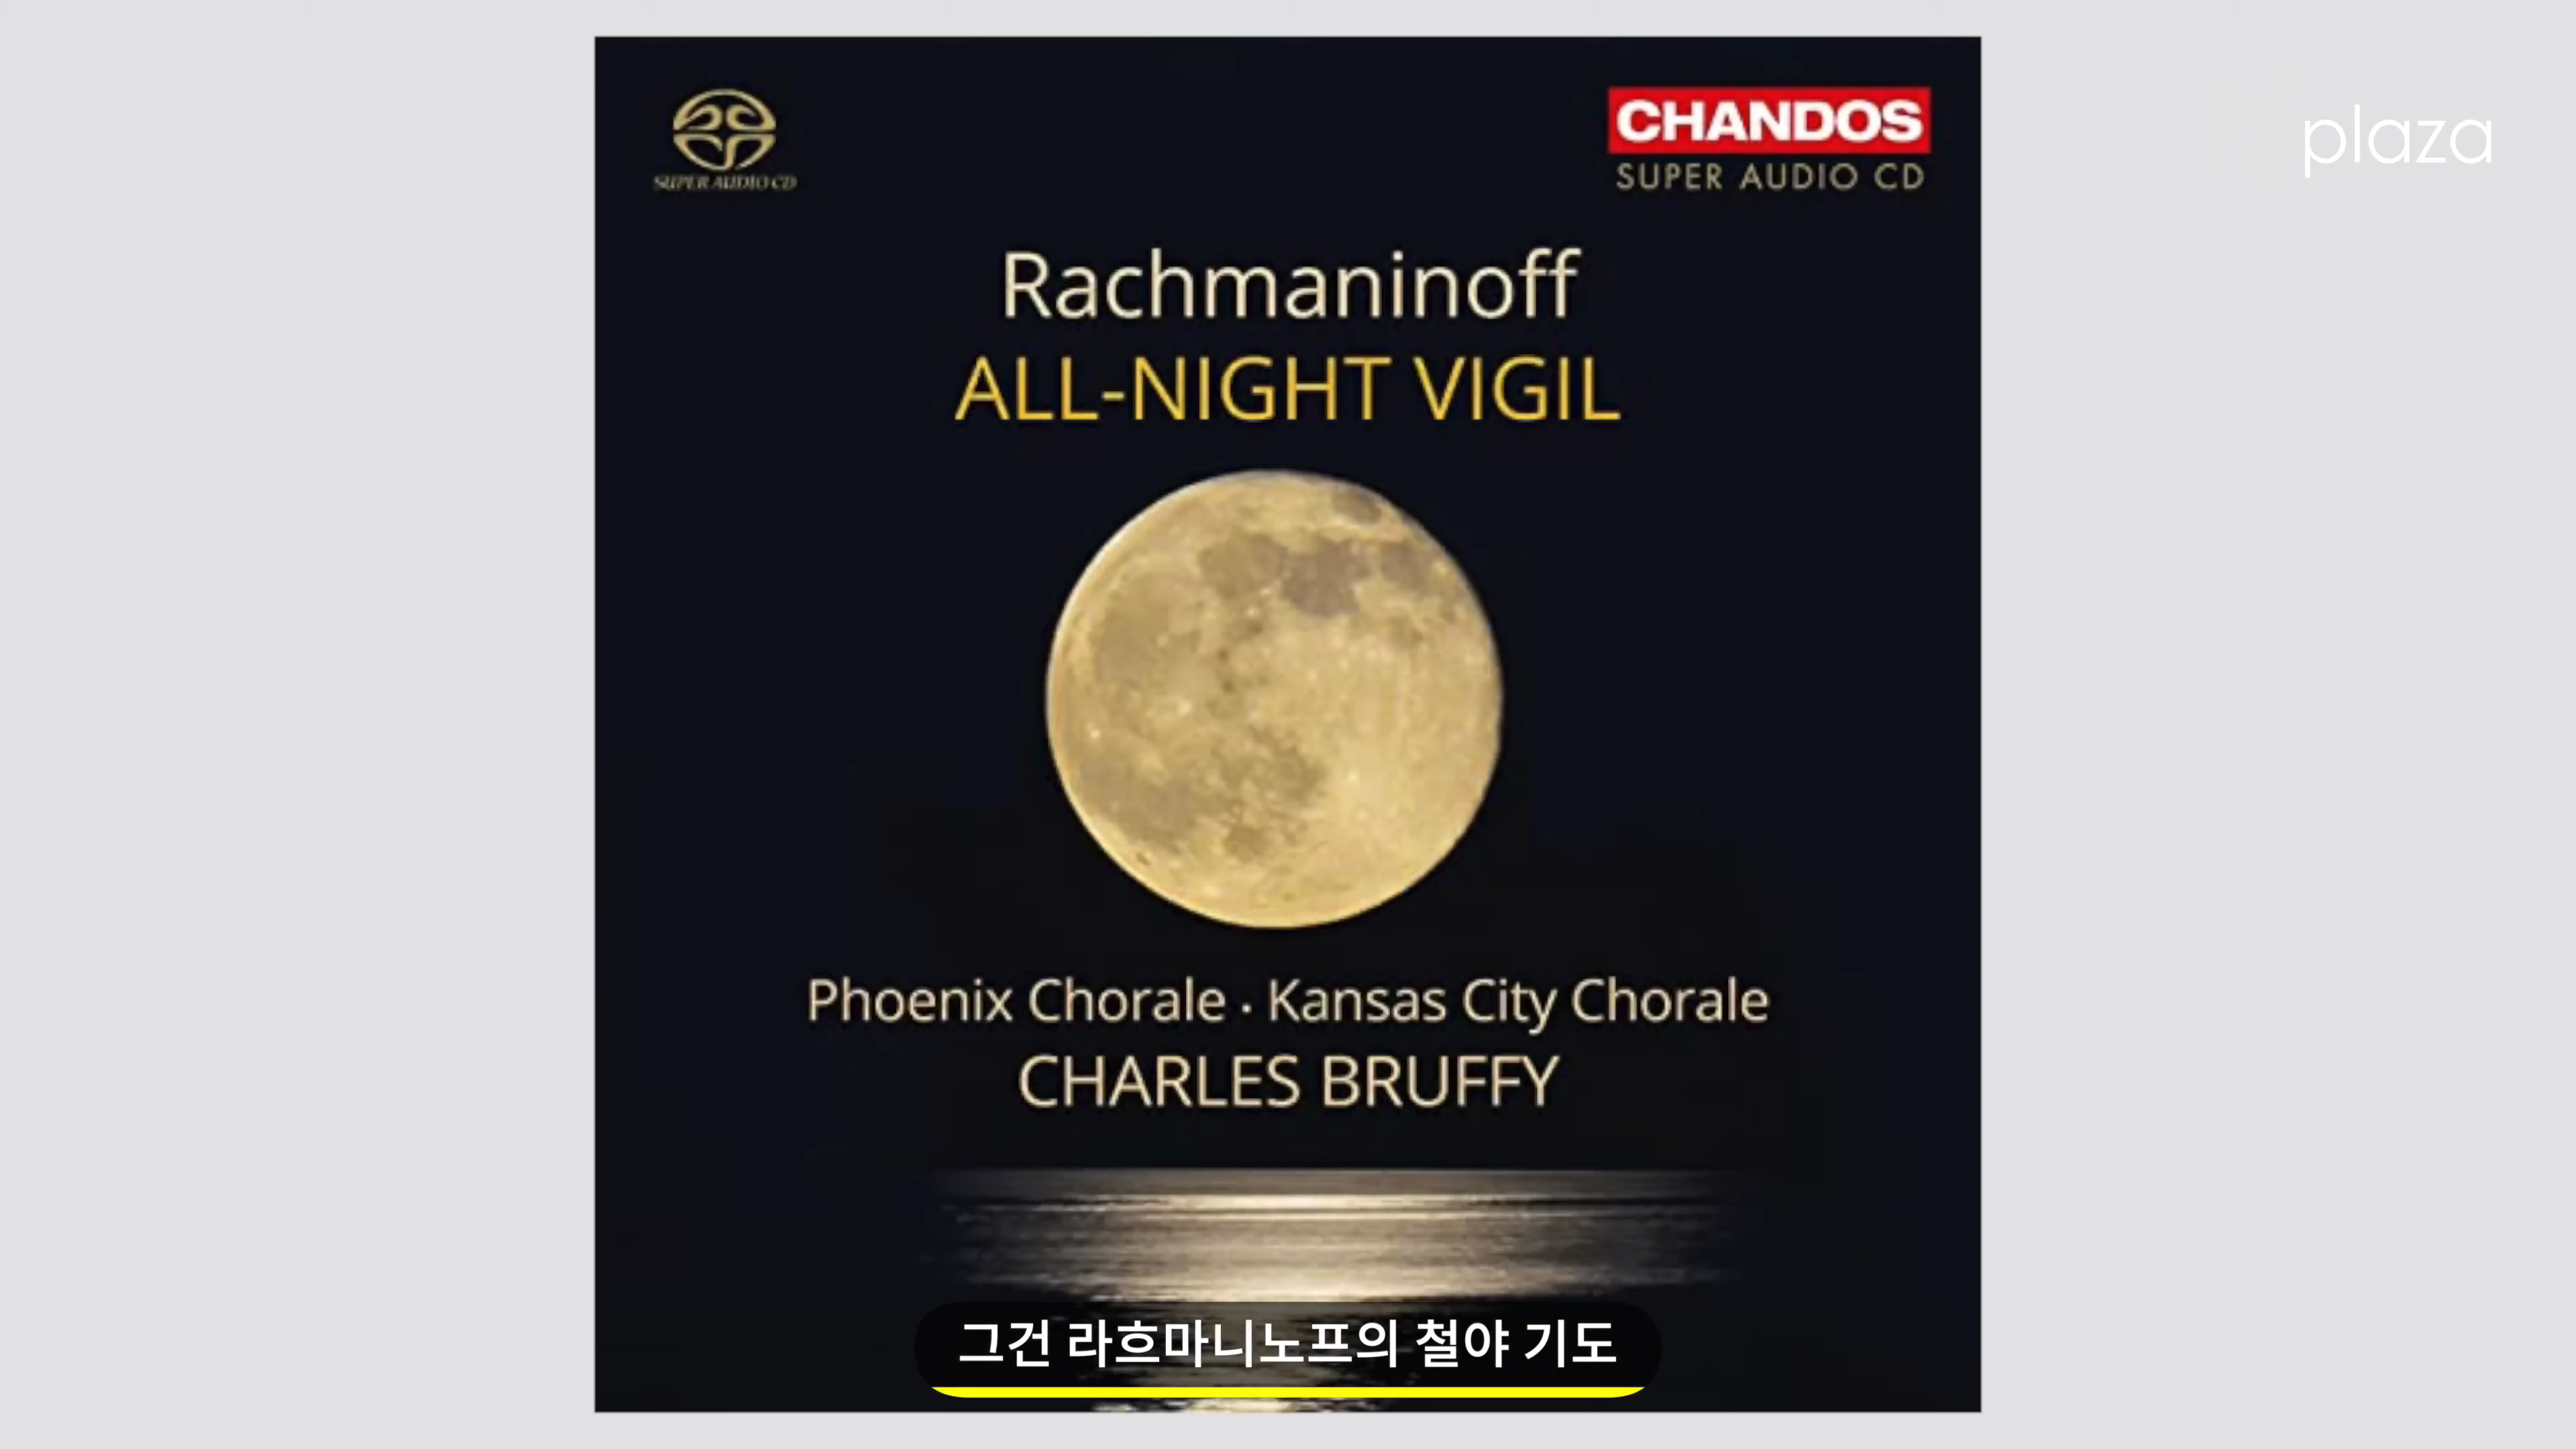 SUPER AUDIO CD
CHANDOS
SUPER AUDIO CD
plaza
Rachmaninoff
ALL-NIGHT VIGIL
Phoenix Chorale · Kansas City Chorale
CHARLES BRUFFY
그건 라흐마니노프의 철야 기도